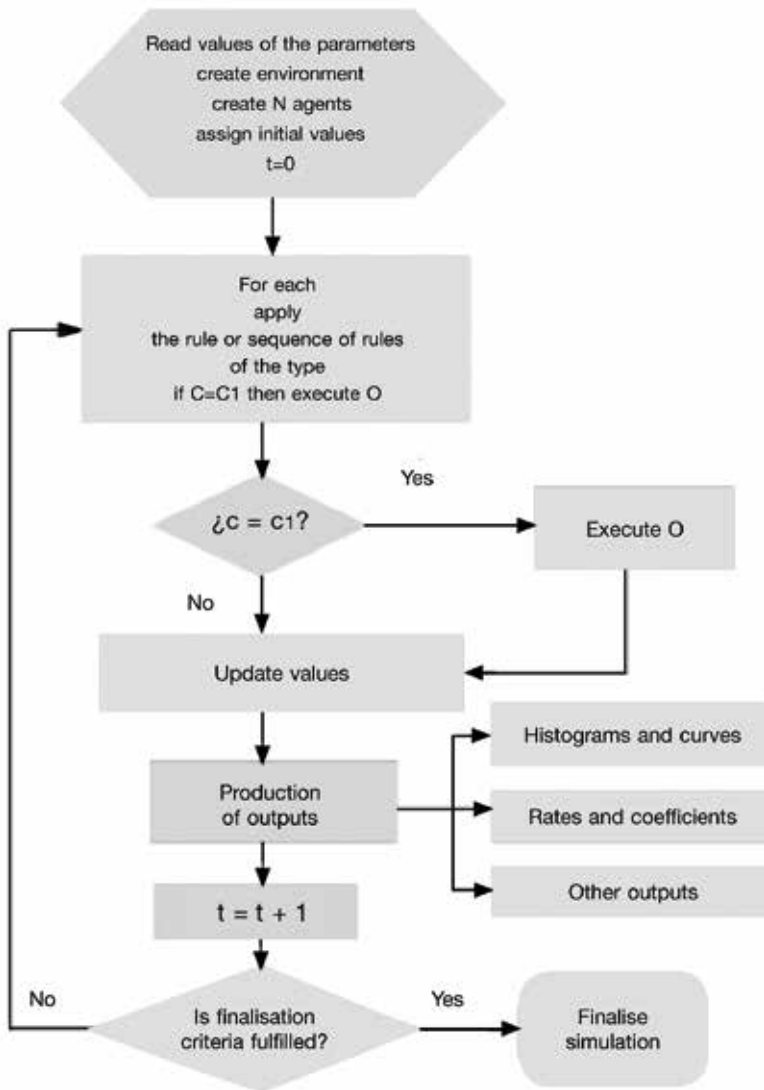 Read values of the parameters
create environment
create N agents
assign initial values
t=0
For each
apply
the rule or sequence of rules
of the type
if C=C1 then execute O
¿c = c1?
Yes
Execute O
No
Update values
Production
of outputs
Histograms and curves
Rates and coefficients
Other outputs
t = t + 1
No
Is finalisation
criteria fulfilled?
Yes
Finalise
simulation